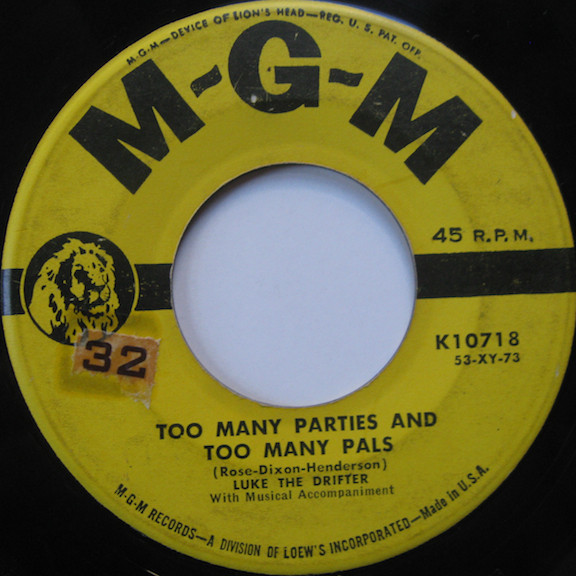 M-G-M—DEVICE OF LION'S HEAD—REG. U. S. PAT. OFF.
M-G-M
45 R.P.M.
K10718
53-XY-73
32
TOO MANY PARTIES AND
TOO MANY PALS
(Rose-Dixon-Henderson)
LUKE THE DRIFTER
With Musical Accompaniment
M-G-M RECORDS—A DIVISION OF LOEW'S INCORPORATED—Made in U.S.A.